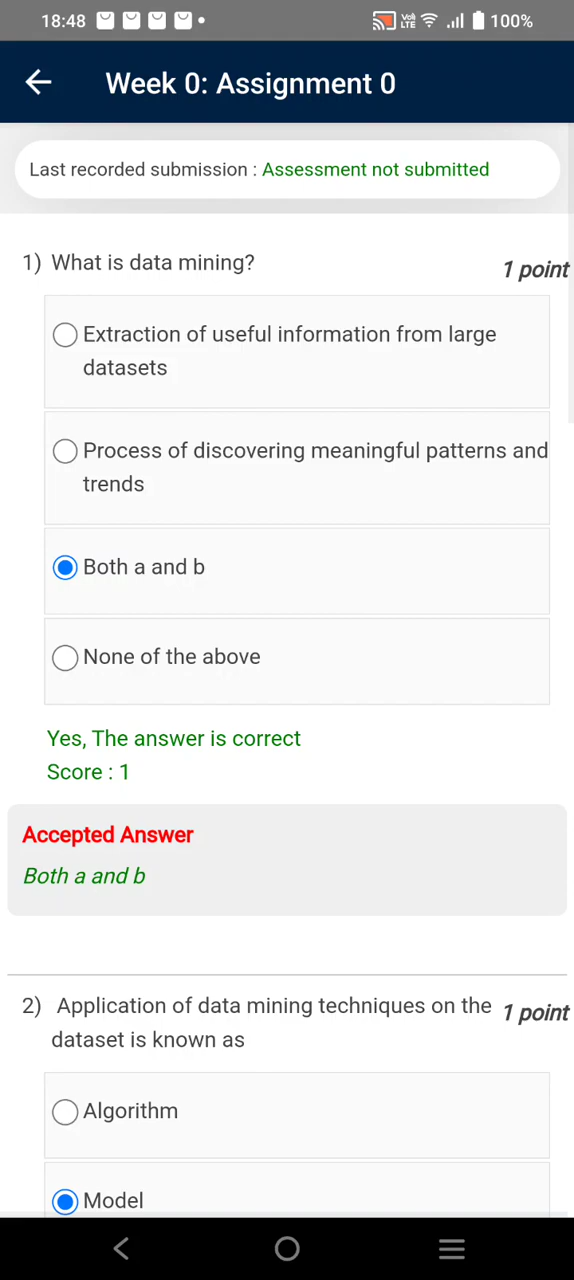 18:48
Vo) LTE
100%
Week 0: Assignment 0
Last recorded submission : Assessment not submitted
1) What is data mining?
1 point
Extraction of useful information from large
datasets
Process of discovering meaningful patterns and
trends
Both a and b
None of the above
Yes, The answer is correct
Score : 1
Accepted Answer
Both a and b
2) Application of data mining techniques on the
1 point
dataset is known as
Algorithm
Model